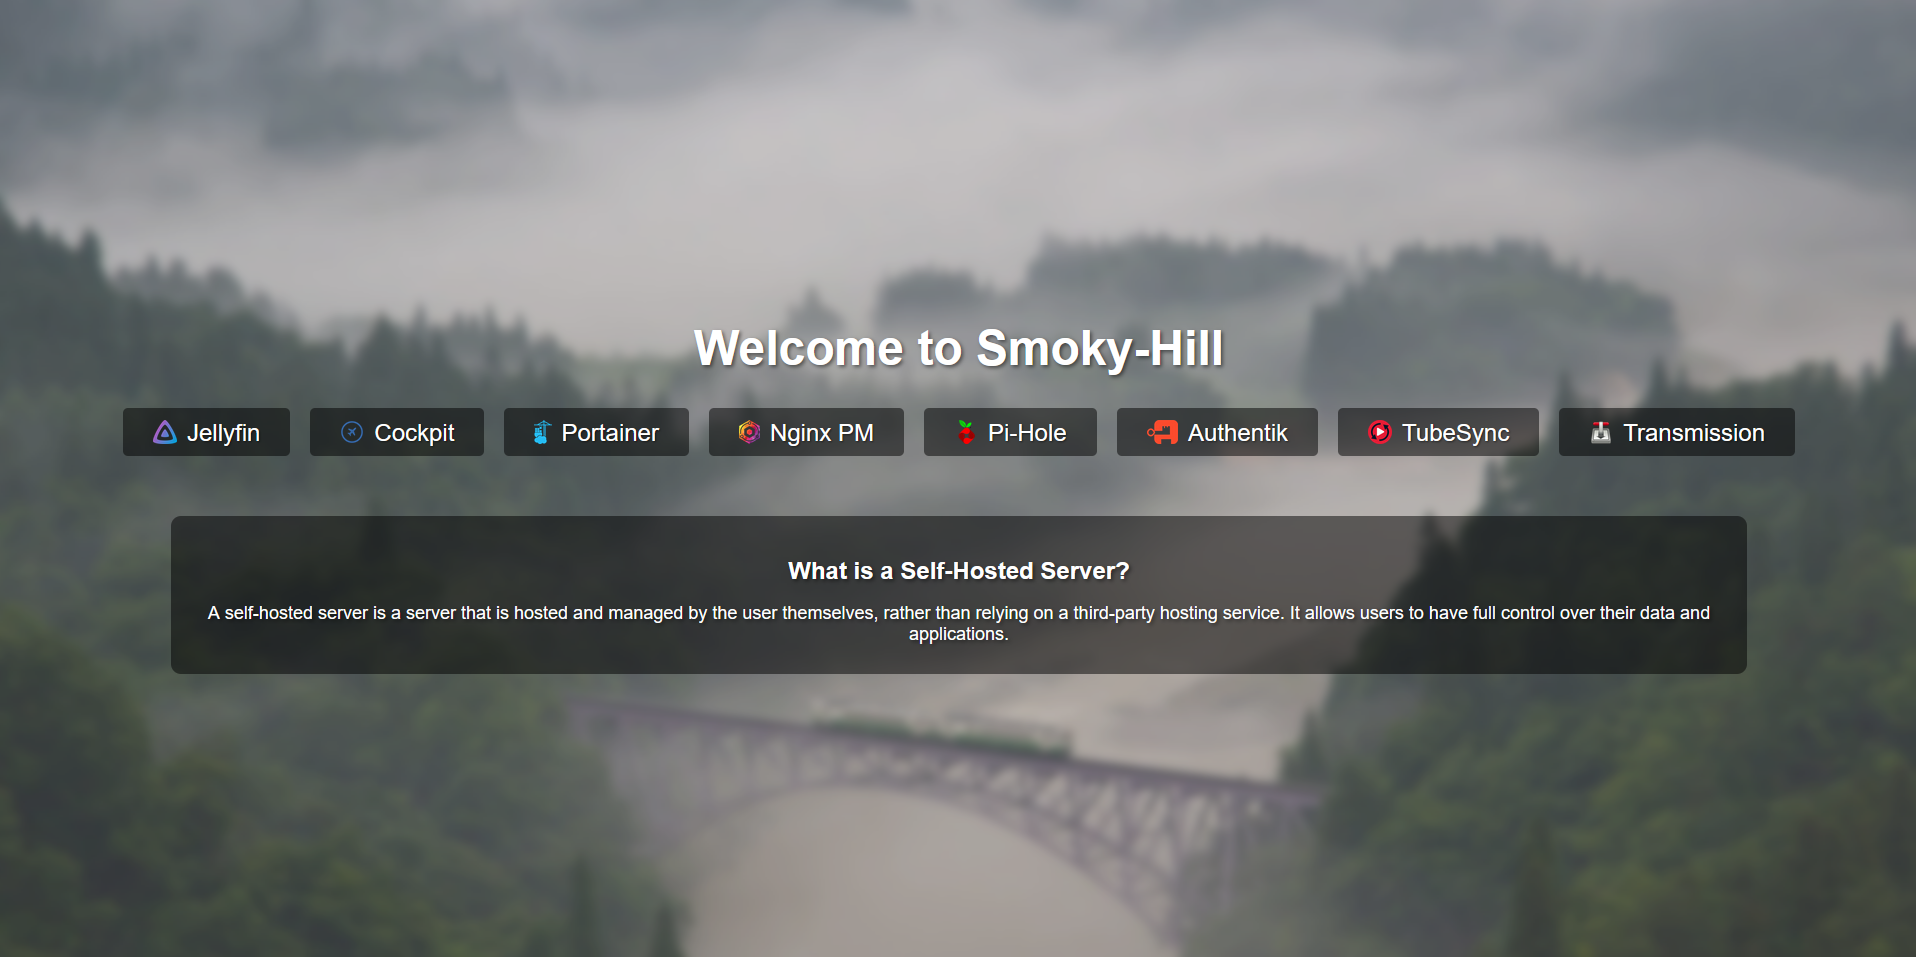 Welcome to Smoky-Hill
Jellyfin Cockpit Portainer Nginx PM Pi-Hole Authentik TubeSync Transmission
What is a Self-Hosted Server?
A self-hosted server is a server that is hosted and managed by the user themselves, rather than relying on a third-party hosting service. It allows users to have full control over their data and
applications.